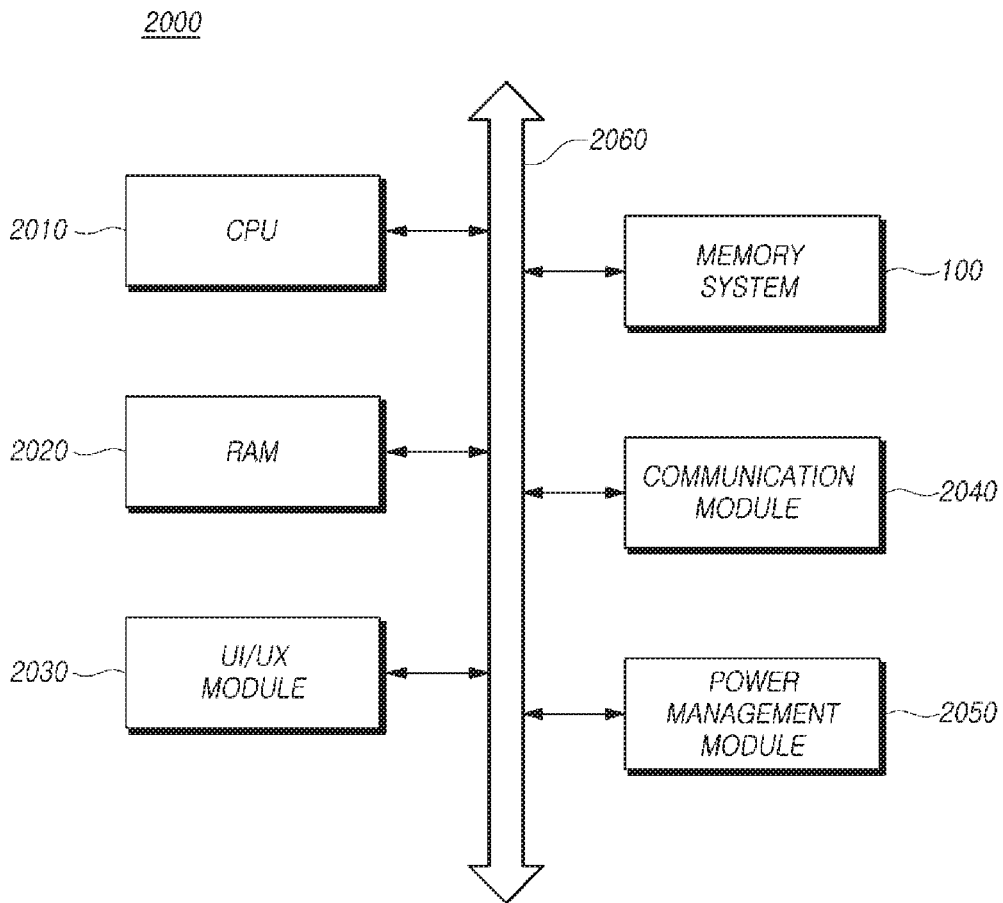 2000
2060
2010
CPU
MEMORY
SYSTEM
100
2020
RAM
COMMUNICATION
MODULE
2040
2030
UI/UX
MODULE
POWER
MANAGEMENT
MODULE
2050